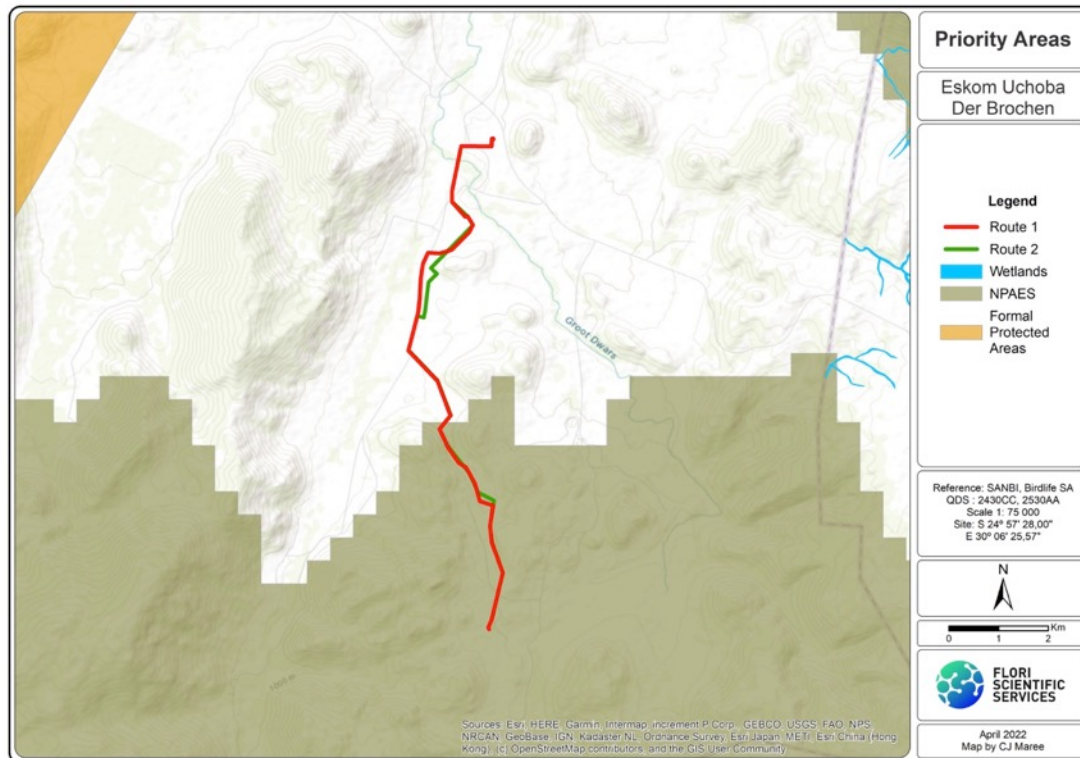 Priority Areas
Eskom Uchoba
Der Brochen
Legend
Route 1
Route 2
Wetlands
NPAES
Formal
Protected
Areas
Reference: SANBI, Birdlife SA
QDS : 2430CC, 2530AA
Scale 1: 75 000
Site: S 24º 57' 28,00"
E 30º 06' 25,57"
N
Km
0 1 2
FLORI
SCIENTIFIC
SERVICES
April 2022
Map by CJ Maree
Groot Dwars
Sources: Esri, HERE, Garmin, Intermap, increment P Corp., GEBCO, USGS, FAO, NPS,
NRCAN, GeoBase, IGN, Kadaster NL, Ordnance Survey, Esri Japan, METI, Esri China (Hong
Kong), (c) OpenStreetMap contributors, and the GIS User Community